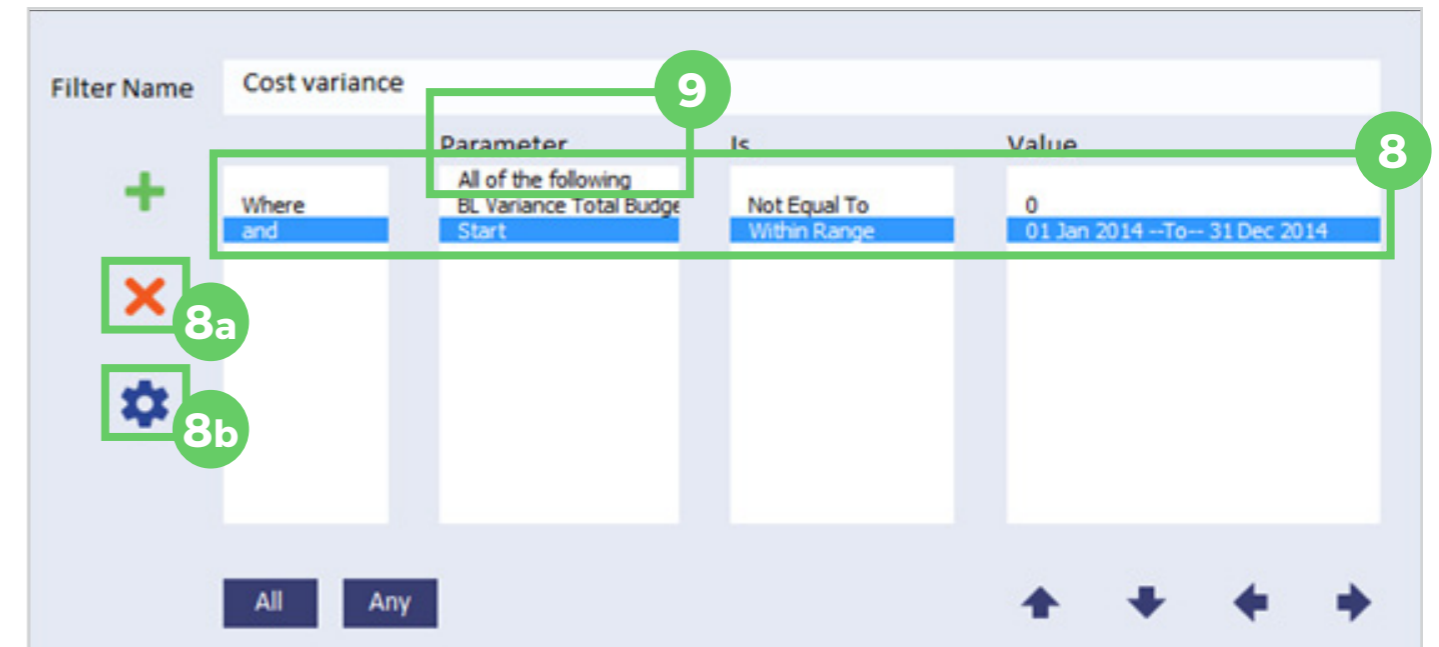 Filter Name Cost variance 9
Parameter Is Value 8
All of the following
Where BL Variance Total Budge Not Equal To 0
and Start Within Range 01 Jan 2014 --To-- 31 Dec 2014
8a
8b
All Any